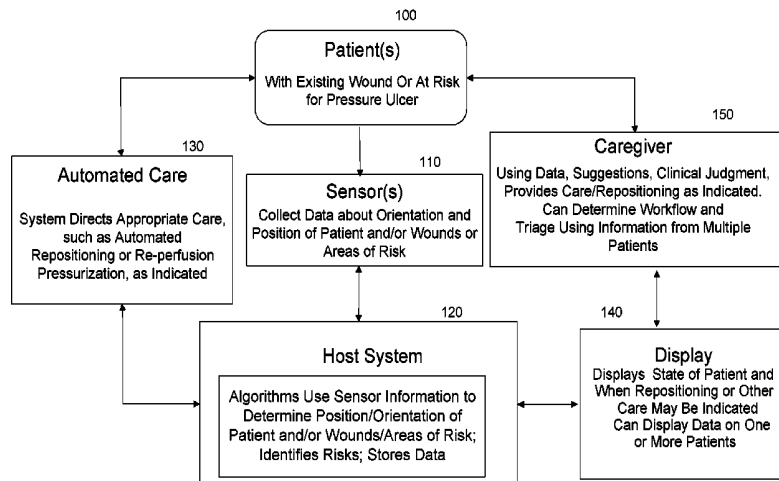 100
Patient(s)
With Existing Wound Or At Risk
for Pressure Ulcer
130
Automated Care
System Directs Appropriate Care,
such as Automated
Repositioning or Re-perfusion
Pressurization, as Indicated
110
Sensor(s)
Collect Data about Orientation and
Position of Patient and/or Wounds or
Areas of Risk
150
Caregiver
Using Data, Suggestions, Clinical Judgment,
Provides Care/Repositioning as Indicated.
Can Determine Workflow and
Triage Using Information from Multiple
Patients
120
Host System
Algorithms Use Sensor Information to
Determine Position/Orientation of
Patient and/or Wounds/Areas of Risk;
Identifies Risks; Stores Data
140
Display
Displays State of Patient and
When Repositioning or Other
Care May Be Indicated
Can Display Data on One
or More Patients